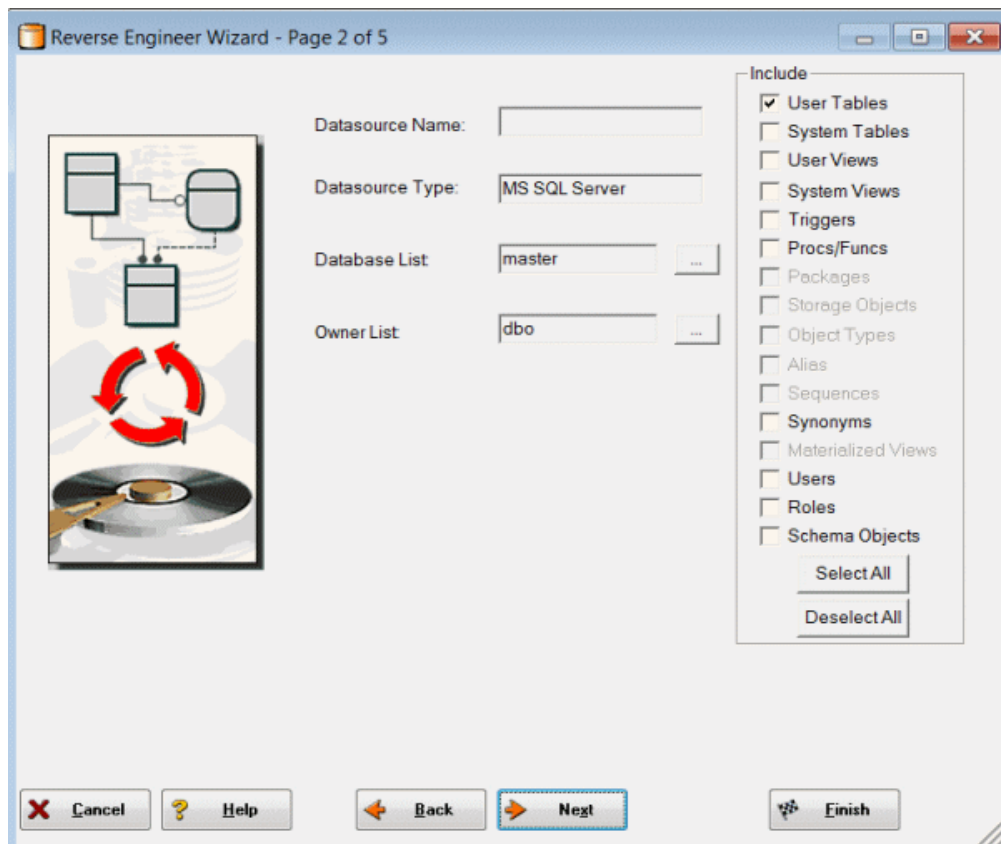 Reverse Engineer Wizard - Page 2 of 5
Datasource Name:
Datasource Type: MS SQL Server
Database List: master ...
Owner List: dbo ...
Include
User Tables
System Tables
User Views
System Views
Triggers
Procs/Funcs
Packages
Storage Objects
Object Types
Alias
Sequences
Synonyms
Materialized Views
Users
Roles
Schema Objects
Select All
Deselect All
Cancel Help Back Next Finish